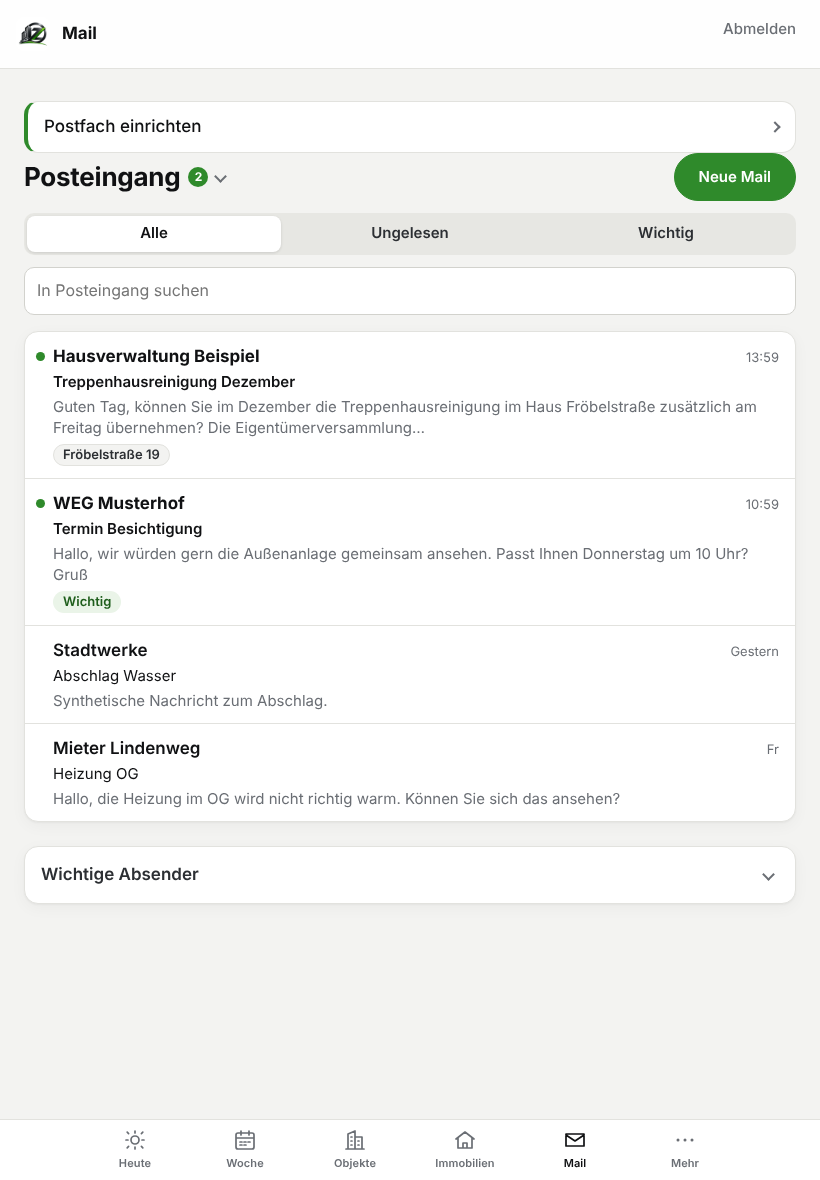 Mail
Abmelden
Postfach einrichten
Posteingang 2
Neue Mail
Alle
Ungelesen
Wichtig
In Posteingang suchen
Hausverwaltung Beispiel
13:59
Treppenhausreinigung Dezember
Guten Tag, können Sie im Dezember die Treppenhausreinigung im Haus Fröbelstraße zusätzlich am
Freitag übernehmen? Die Eigentümerversammlung...
Fröbelstraße 19
WEG Musterhof
10:59
Termin Besichtigung
Hallo, wir würden gern die Außenanlage gemeinsam ansehen. Passt Ihnen Donnerstag um 10 Uhr?
Gruß
Wichtig
Stadtwerke
Gestern
Abschlag Wasser
Synthetische Nachricht zum Abschlag.
Mieter Lindenweg
Fr
Heizung OG
Hallo, die Heizung im OG wird nicht richtig warm. Können Sie sich das ansehen?
Wichtige Absender
Heute
Woche
Objekte
Immobilien
Mail
Mehr